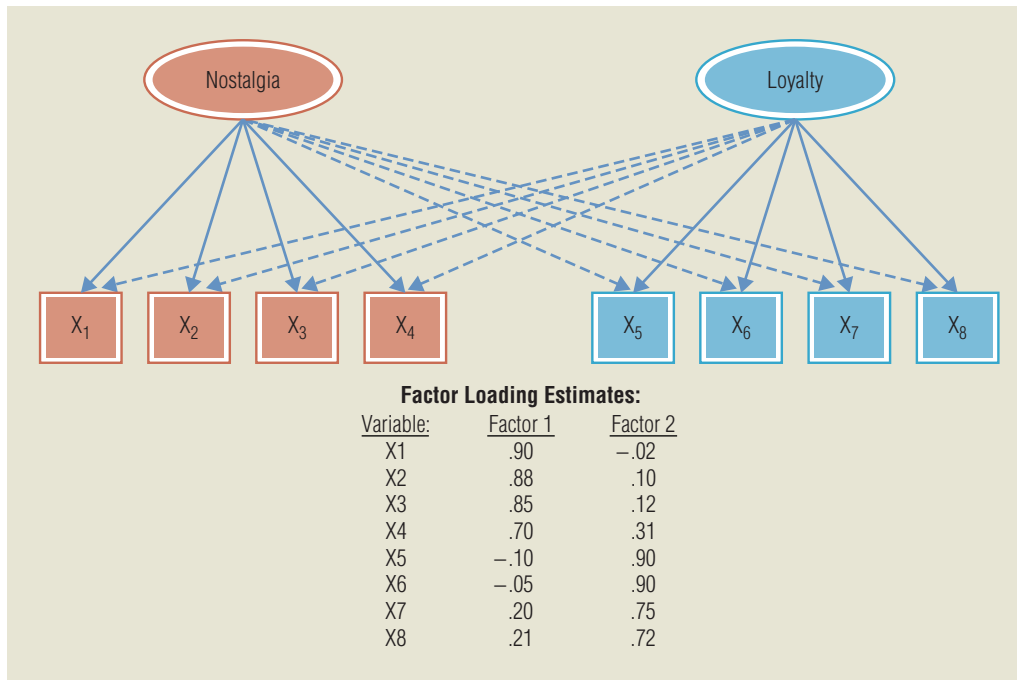 Nostalgia Loyalty
X1 X2 X3 X4 X5 X6 X7 X8
Factor Loading Estimates:
Variable: Factor 1 Factor 2
X1 .90 –.02
X2 .88 .10
X3 .85 .12
X4 .70 .31
X5 –.10 .90
X6 –.05 .90
X7 .20 .75
X8 .21 .72